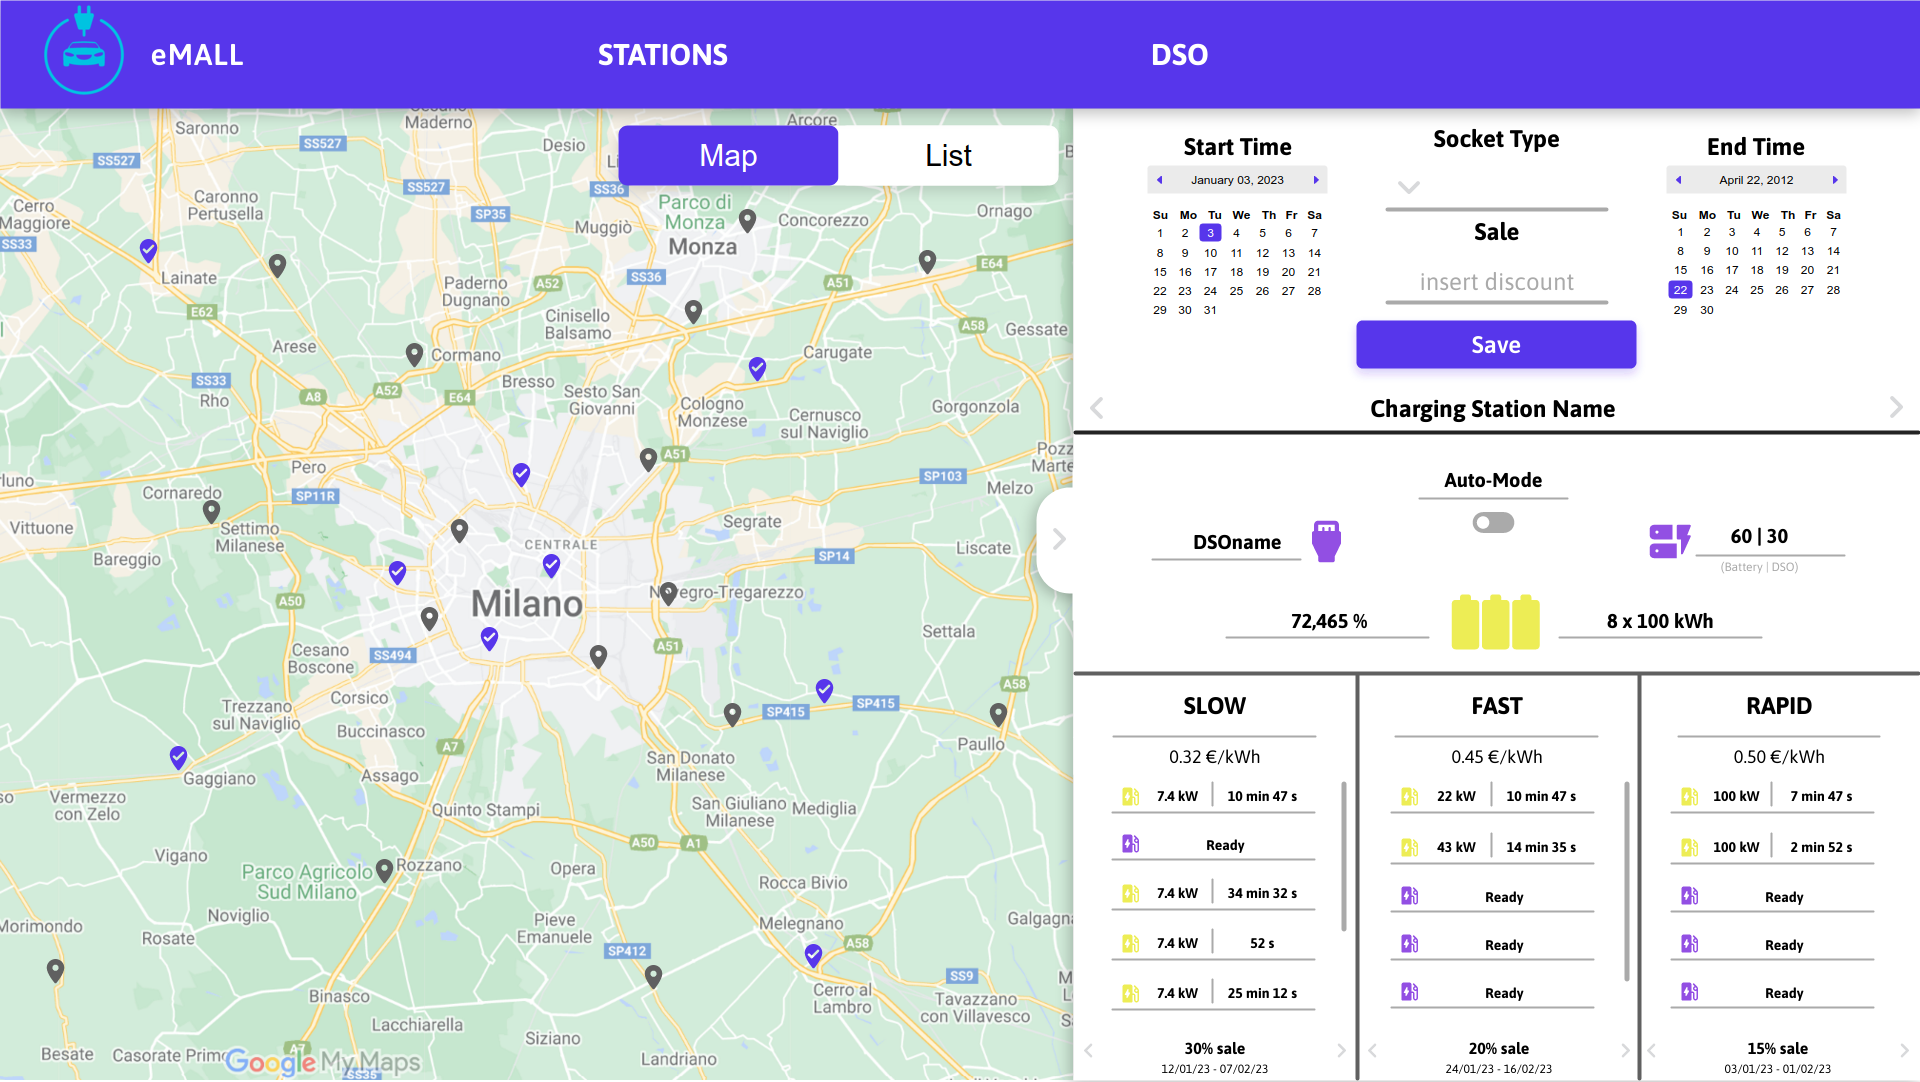 eMALL
STATIONS
DSO
Map
List
Saronno
Maderno
Arcore
Desio
SS527
SS527
SS527
SS36
Cerro
Maggiore
Caronno
Pertusella
SP35
Parco di
Monza
Monza
Concorezzo
Ornago
Muggiò
SS33
Lainate
SS36
E64
Paderno
Dugnano
A52
A51
E62
Cinisello
Balsamo
A58
Gessate
Arese
Cormano
Carugate
SS33
Rho
A8
A52
E64
Bresso
Sesto San
Giovanni
Cologno
Monzese
Cernusco
sul Naviglio
Gorgonzola
Pero
A51
SP103
Melzo
Cornaredo
SP11R
Vittuone
Settimo
Milanese
Bareggio
Segrate
CENTRALE
SP14
Liscate
A50
Milano
Settala
Cesano
Boscone
SS494
A51
Corsico
Trezzano
sul Naviglio
Buccinasco
SP415
SP415
A58
A7
Paullo
San Donato
Milanese
Gaggiano
Assago
Vermezzo
con Zelo
Quinto Stampi
San Giuliano
Milanese
Mediglia
A50
A1
Vigano
Parco Agricolo
Sud Milano
Rozzano
Opera
Rocca Bivio
Noviglio
Pieve
Emanuele
Melegnano
Morimondo
Rosate
SP412
A58
SS9
Binasco
Cerro al
Lambro
Tavazzano
con Villavesco
Lacchiarella
Siziano
Besate
Casorate Primo
A7
Google My Maps
SS35
Landriano
Start Time
January 03, 2023
Su Mo Tu We Th Fr Sa
1 2 3 4 5 6 7
8 9 10 11 12 13 14
15 16 17 18 19 20 21
22 23 24 25 26 27 28
29 30 31
Socket Type
Sale
insert discount
Save
End Time
April 22, 2012
Su Mo Tu We Th Fr Sa
1 2 3 4 5 6 7
8 9 10 11 12 13 14
15 16 17 18 19 20 21
22 23 24 25 26 27 28
29 30
Charging Station Name
Auto-Mode
DSOname
60 | 30
(Battery | DSO)
72,465 %
8 x 100 kWh
SLOW
0.32 €/kWh
7.4 kW | 10 min 47 s
Ready
7.4 kW | 34 min 32 s
7.4 kW | 52 s
7.4 kW | 25 min 12 s
30% sale
12/01/23 - 07/02/23
FAST
0.45 €/kWh
22 kW | 10 min 47 s
43 kW | 14 min 35 s
Ready
Ready
Ready
20% sale
24/01/23 - 16/02/23
RAPID
0.50 €/kWh
100 kW | 7 min 47 s
100 kW | 2 min 52 s
Ready
Ready
Ready
15% sale
03/01/23 - 01/02/23